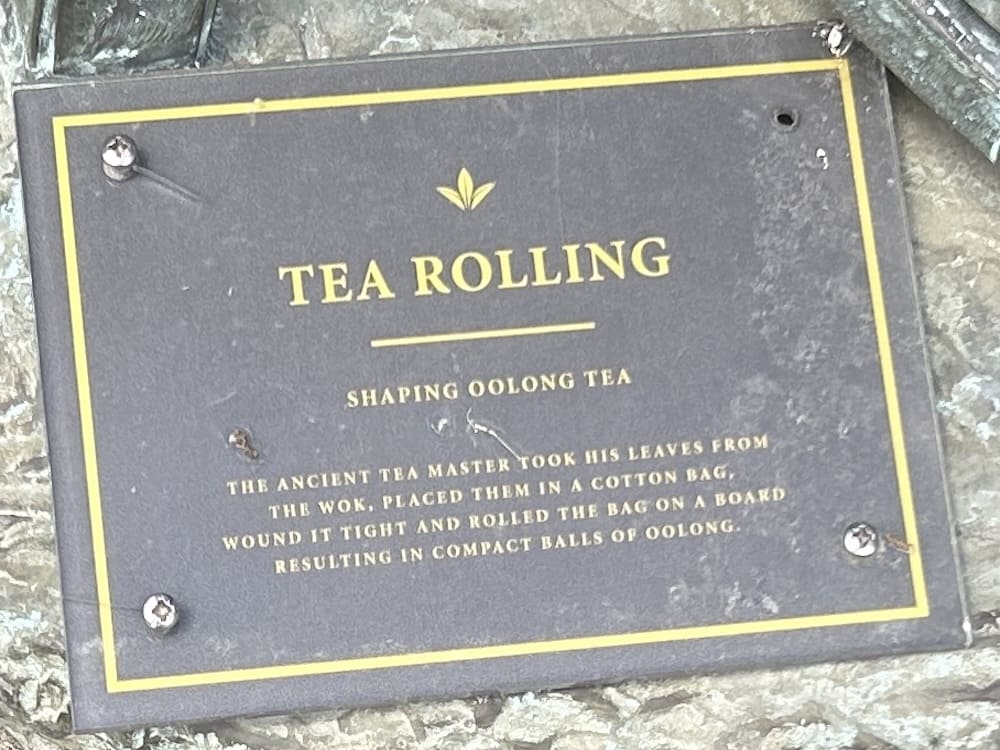 TEA ROLLING
SHAPING OOLONG TEA
THE ANCIENT TEA MASTER TOOK HIS LEAVES FROM
THE WOK, PLACED THEM IN A COTTON BAG,
WOUND IT TIGHT AND ROLLED THE BAG ON A BOARD
RESULTING IN COMPACT BALLS OF OOLONG.